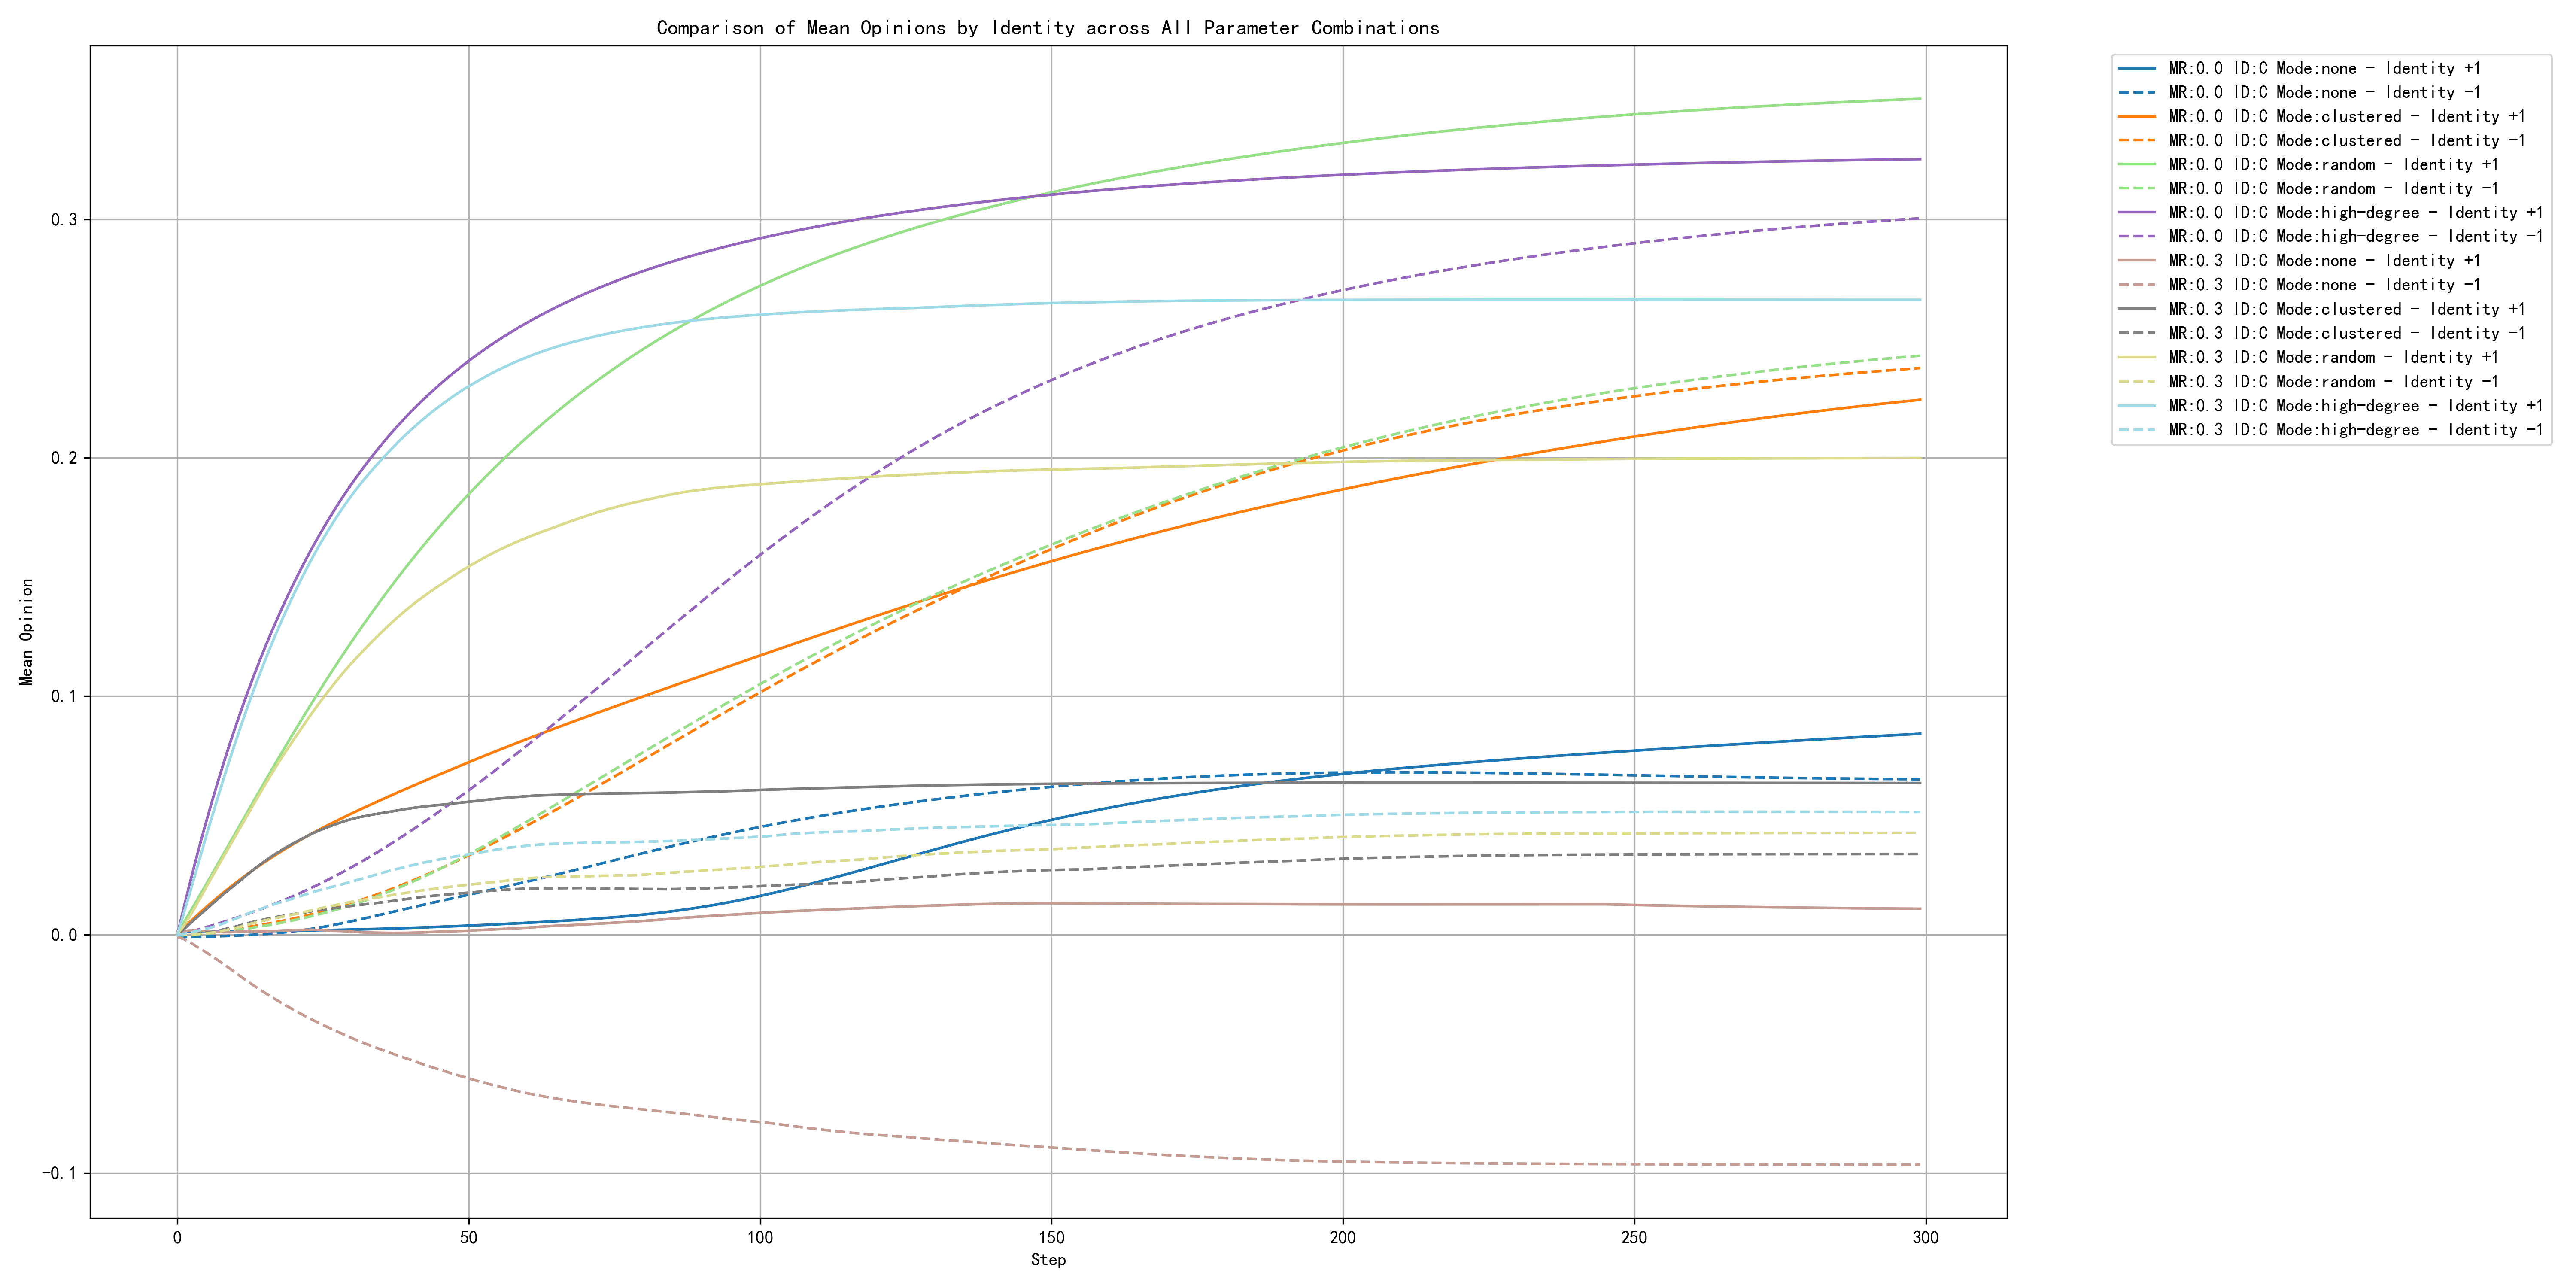 Comparison of Mean Opinions by Identity across All Parameter Combinations
Mean Opinion
0.3
0.2
0.1
0.0
-0.1
0
50
100
150
200
250
300
Step
MR:0.0 ID:C Mode:none - Identity +1
MR:0.0 ID:C Mode:none - Identity -1
MR:0.0 ID:C Mode:clustered - Identity +1
MR:0.0 ID:C Mode:clustered - Identity -1
MR:0.0 ID:C Mode:random - Identity +1
MR:0.0 ID:C Mode:random - Identity -1
MR:0.0 ID:C Mode:high-degree - Identity +1
MR:0.0 ID:C Mode:high-degree - Identity -1
MR:0.3 ID:C Mode:none - Identity +1
MR:0.3 ID:C Mode:none - Identity -1
MR:0.3 ID:C Mode:clustered - Identity +1
MR:0.3 ID:C Mode:clustered - Identity -1
MR:0.3 ID:C Mode:random - Identity +1
MR:0.3 ID:C Mode:random - Identity -1
MR:0.3 ID:C Mode:high-degree - Identity +1
MR:0.3 ID:C Mode:high-degree - Identity -1